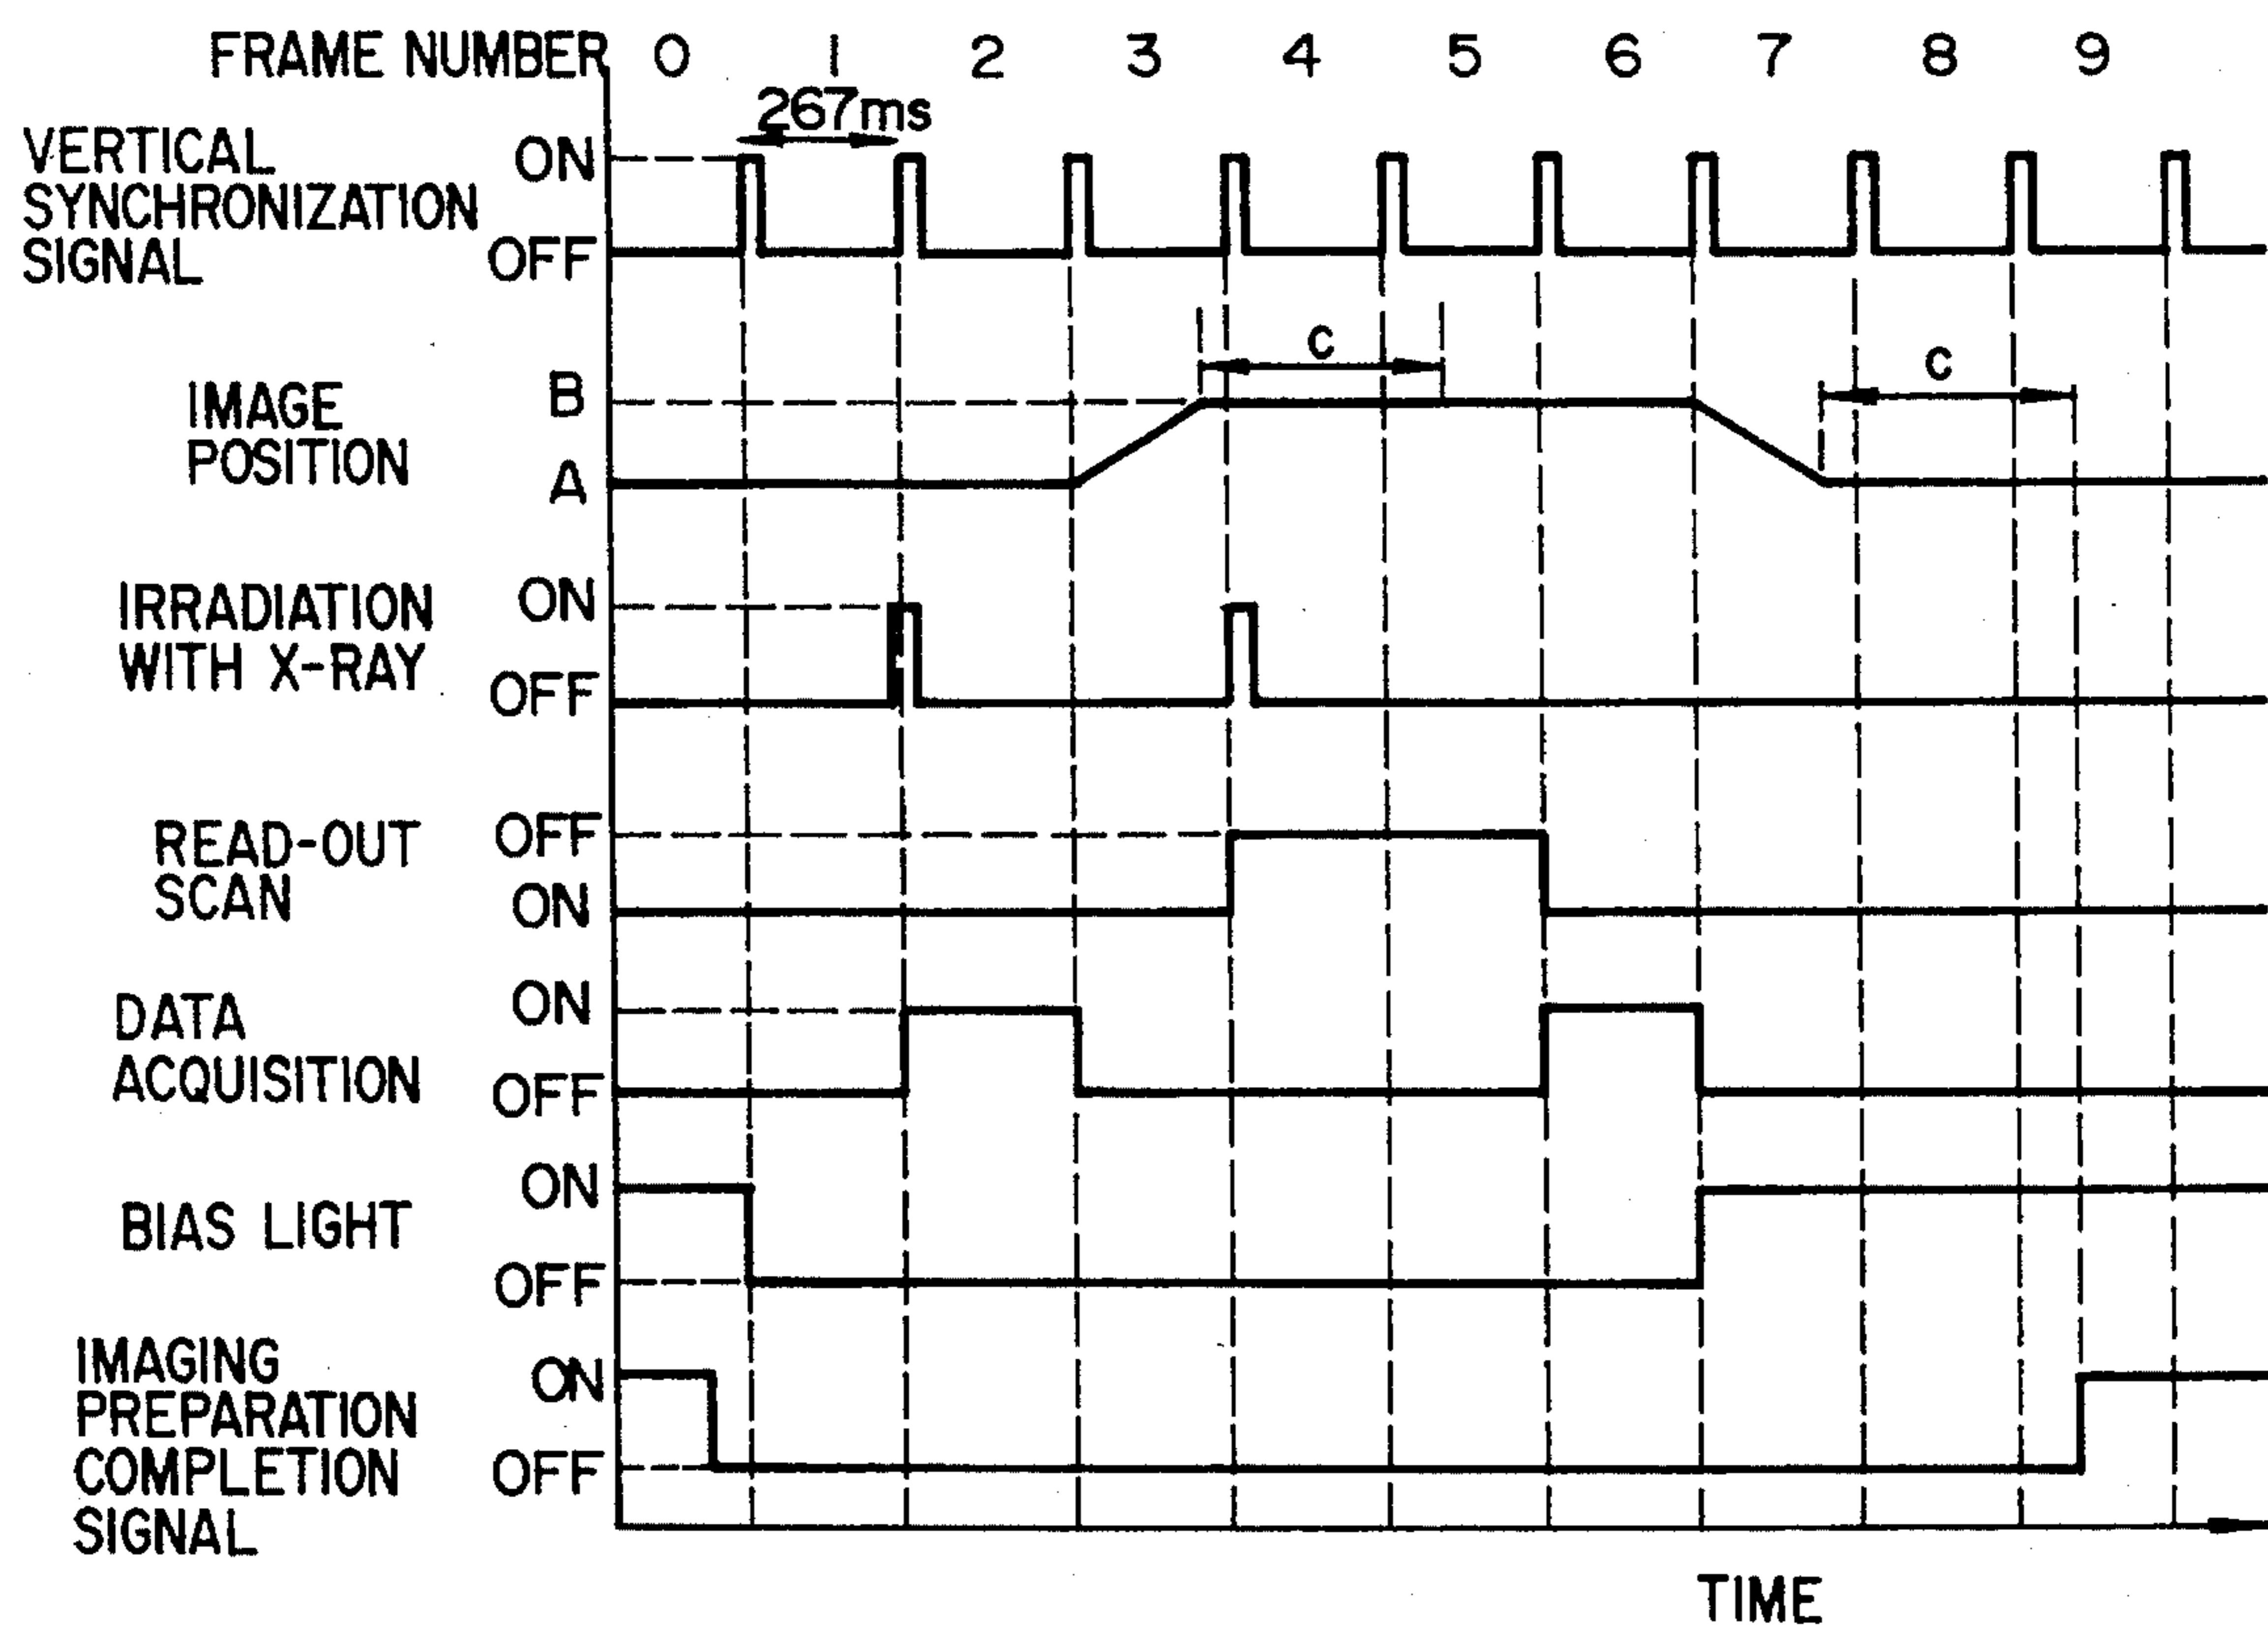 FRAME NUMBER 0 1 2 3 4 5 6 7 8 9
267ms
VERTICAL
SYNCHRONIZATION
SIGNAL
ON
OFF
C
C
IMAGE
POSITION
B
A
IRRADIATION
WITH X-RAY
ON
OFF
READ-OUT
SCAN
OFF
ON
DATA
ACQUISITION
ON
OFF
BIAS LIGHT
ON
OFF
IMAGING
PREPARATION
COMPLETION
SIGNAL
ON
OFF
TIME